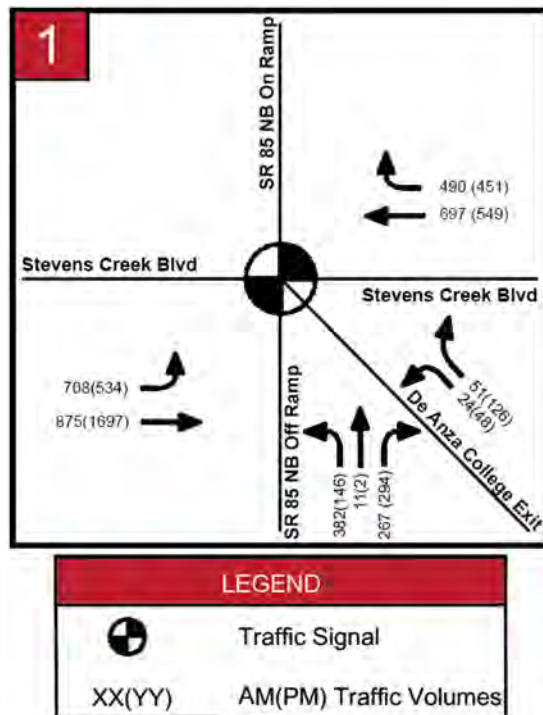 1
SR 85 NB On Ramp
490 (451)
697 (549)
Stevens Creek Blvd
Stevens Creek Blvd
708(534)
875(1697)
51(126)
24(48)
De Anza College Exit
SR 85 NB Off Ramp
382(146)
11(2)
267 (294)
LEGEND
Traffic Signal
XX(YY) AM(PM) Traffic Volumes